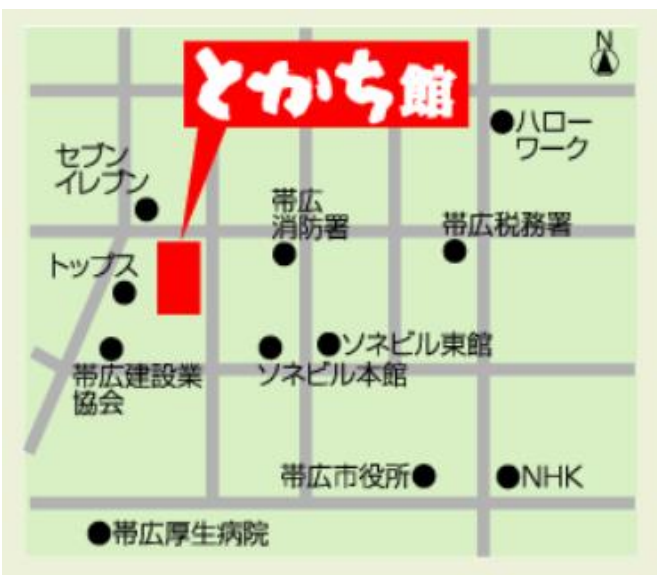 N
とかち館
ハロー
ワーク
セブン
イレブン
帯広
消防署
帯広税務署
トップス
ソネビル東館
帯広建設業
協会
ソネビル本館
帯広市役所
NHK
帯広厚生病院